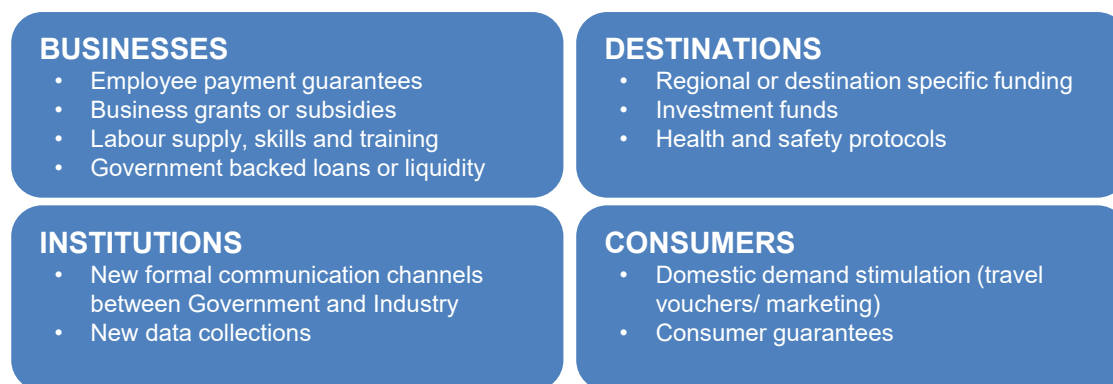 BUSINESSES
• Employee payment guarantees
• Business grants or subsidies
• Labour supply, skills and training
• Government backed loans or liquidity
DESTINATIONS
• Regional or destination specific funding
• Investment funds
• Health and safety protocols
INSTITUTIONS
• New formal communication channels
between Government and Industry
• New data collections
CONSUMERS
• Domestic demand stimulation (travel
vouchers/ marketing)
• Consumer guarantees